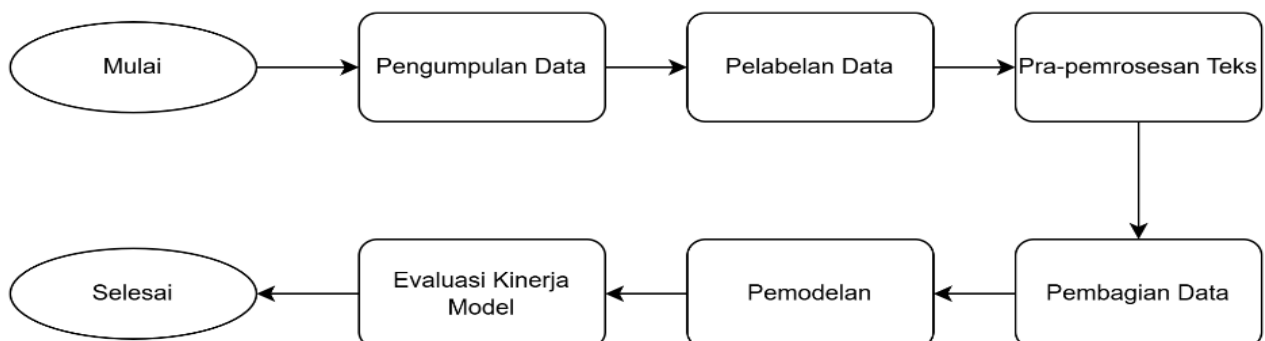 Mulai
Pengumpulan Data
Pelabelan Data
Pra-pemrosesan Teks
Pembagian Data
Pemodelan
Evaluasi Kinerja
Model
Selesai